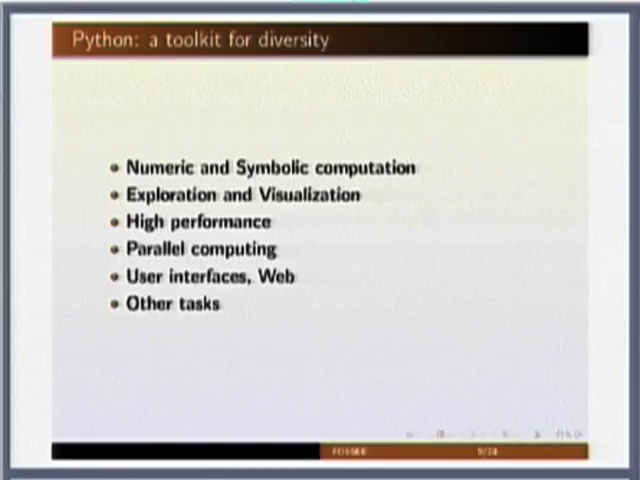 Python: a toolkit for diversity
Numeric and Symbolic computation
Exploration and Visualization
High performance
Parallel computing
User interfaces, Web
Other tasks
FOSSEE